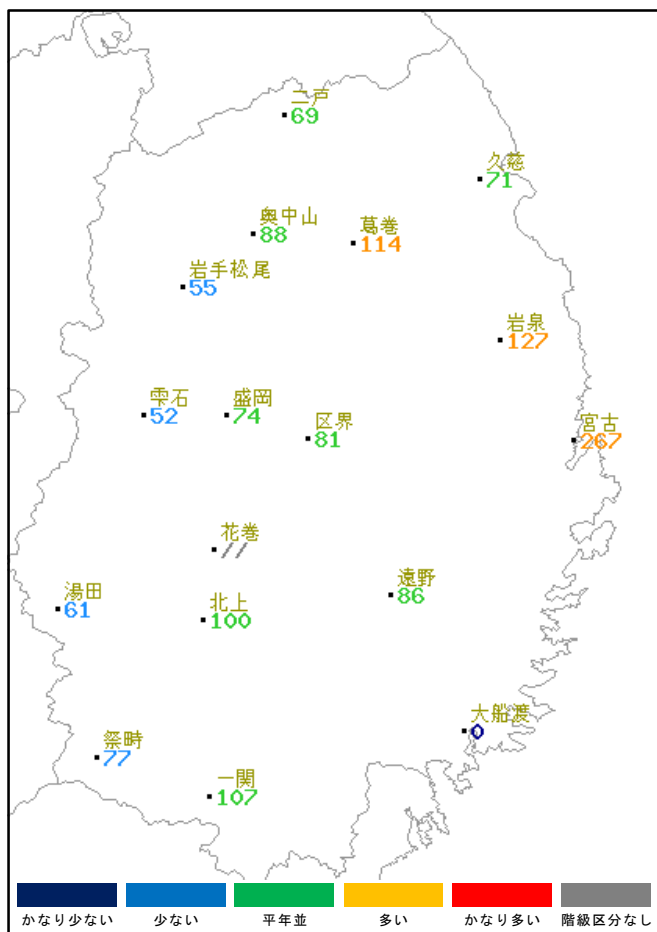 二戸
69
久慈
71
奥中山
88
葛巻
114
岩手松尾
55
岩泉
127
雫石
52
盛岡
74
区界
81
宮古
267
花巻
//
湯田
61
北上
100
遠野
86
大船渡
0
祭畤
77
一関
107
かなり少ない 少ない 平年並 多い かなり多い 階級区分なし